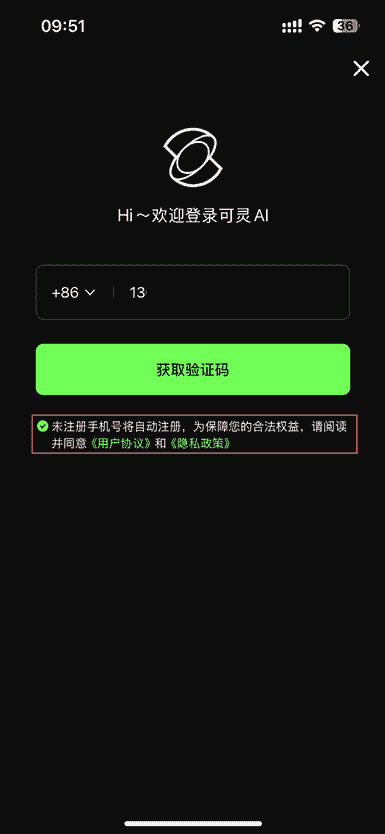 09:51
36
Hi～欢迎登录可灵AI
+86 13
获取验证码
未注册手机号将自动注册，为保障您的合法权益，请阅读
并同意《用户协议》和《隐私政策》